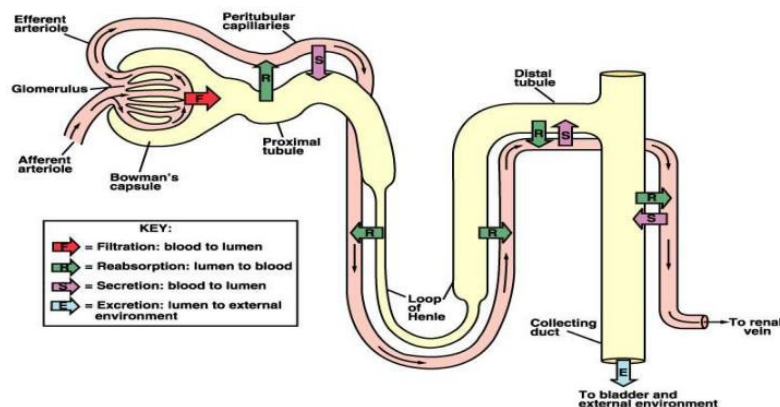 Efferent
arteriole
Peritubular
capillaries
Glomerulus
Afferent
arteriole
Bowman's
capsule
F
R
S
Proximal
tubule
Distal
tubule
R
S
R
S
R
R
Loop
of
Henle
Collecting
duct
To renal
vein
E
To bladder and
external environment
KEY:
F = Filtration: blood to lumen
R = Reabsorption: lumen to blood
S = Secretion: blood to lumen
E = Excretion: lumen to external
environment